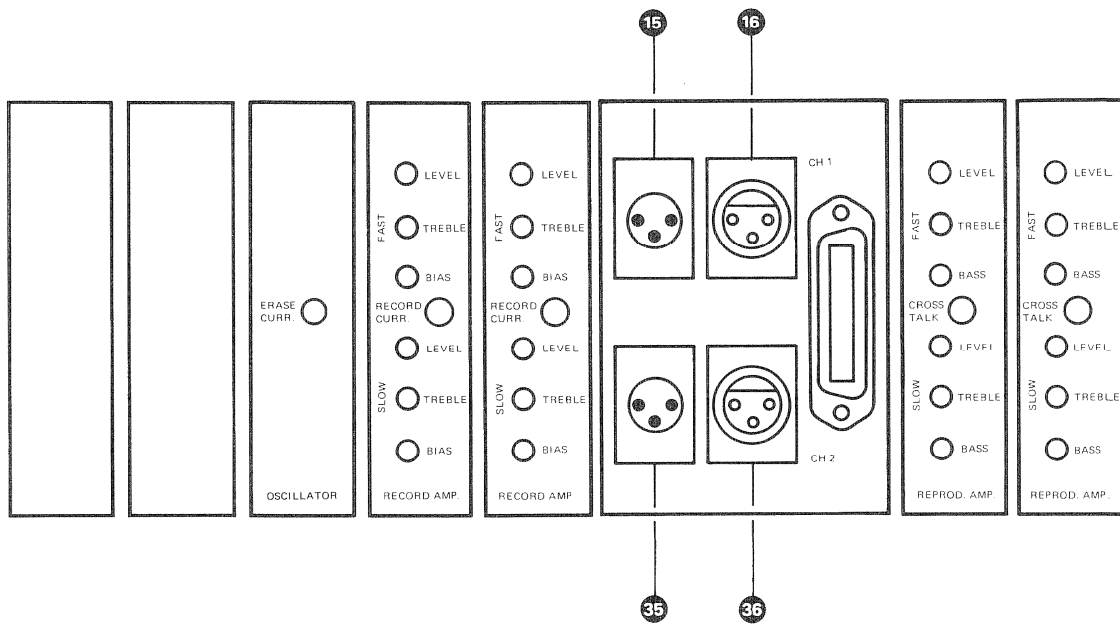 15
16
ERASE
CURR.
OSCILLATOR
LEVEL
FAST
TREBLE
BIAS
RECORD
CURR.
LEVEL
SLOW
TREBLE
BIAS
RECORD AMP.
LEVEL
FAST
TREBLE
BIAS
RECORD
CURR.
LEVEL
SLOW
TREBLE
BIAS
RECORD AMP
CH 1
CH 2
LEVEL
FAST
TREBLE
BASS
CROSS
TALK
LEVEL
SLOW
TREBLE
BASS
REPROD. AMP.
LEVEL
FAST
TREBLE
BASS
CROSS
TALK
LEVEL
SLOW
TREBLE
BASS
REPROD. AMP.
35
36